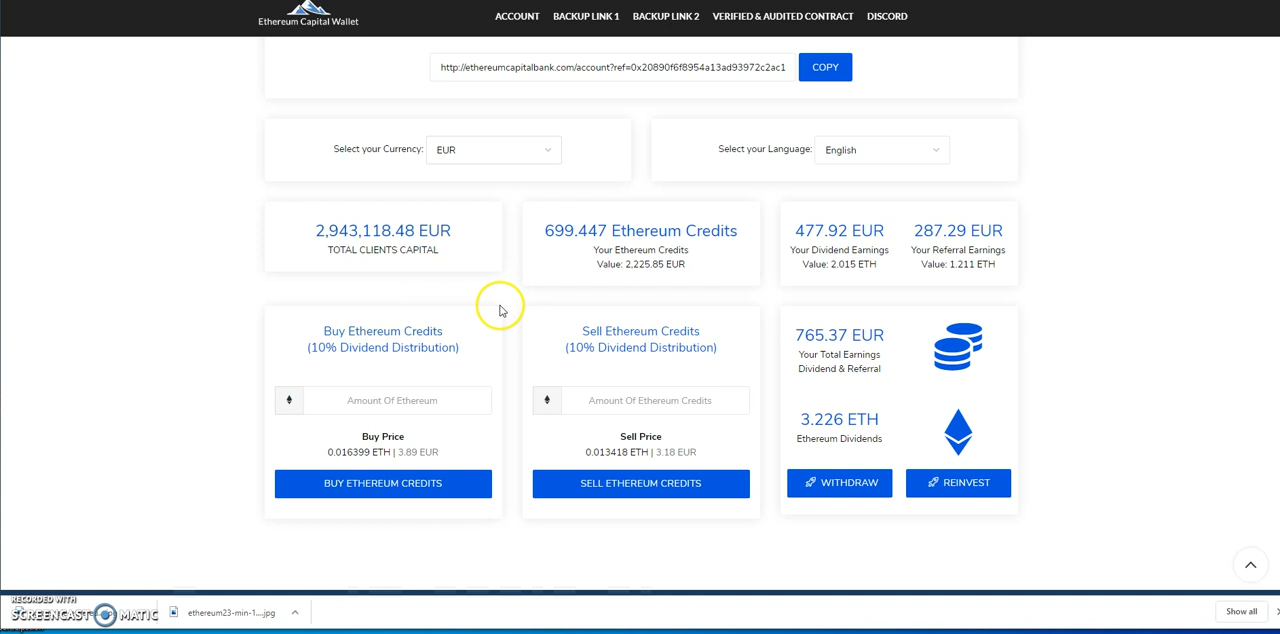 Ethereum Capital Wallet
ACCOUNT BACKUP LINK 1 BACKUP LINK 2 VERIFIED & AUDITED CONTRACT DISCORD
http://ethereumcapitalbank.com/account?ref=0x20890f6f8954a13ad93972c2ac1 COPY
Select your Currency: EUR
Select your Language: English
2,943,118.48 EUR
TOTAL CLIENTS CAPITAL
699.447 Ethereum Credits
Your Ethereum Credits
Value: 2,225.85 EUR
477.92 EUR
Your Dividend Earnings
Value: 2.015 ETH
287.29 EUR
Your Referral Earnings
Value: 1.211 ETH
Buy Ethereum Credits
(10% Dividend Distribution)
Amount Of Ethereum
Buy Price
0.016399 ETH | 3.89 EUR
BUY ETHEREUM CREDITS
Sell Ethereum Credits
(10% Dividend Distribution)
Amount Of Ethereum Credits
Sell Price
0.013418 ETH | 3.18 EUR
SELL ETHEREUM CREDITS
765.37 EUR
Your Total Earnings
Dividend & Referral
3.226 ETH
Ethereum Dividends
WITHDRAW
REINVEST
RECORDED WITH
SCREENCAST MATIC
ethereum23-min-1....jpg
Show all